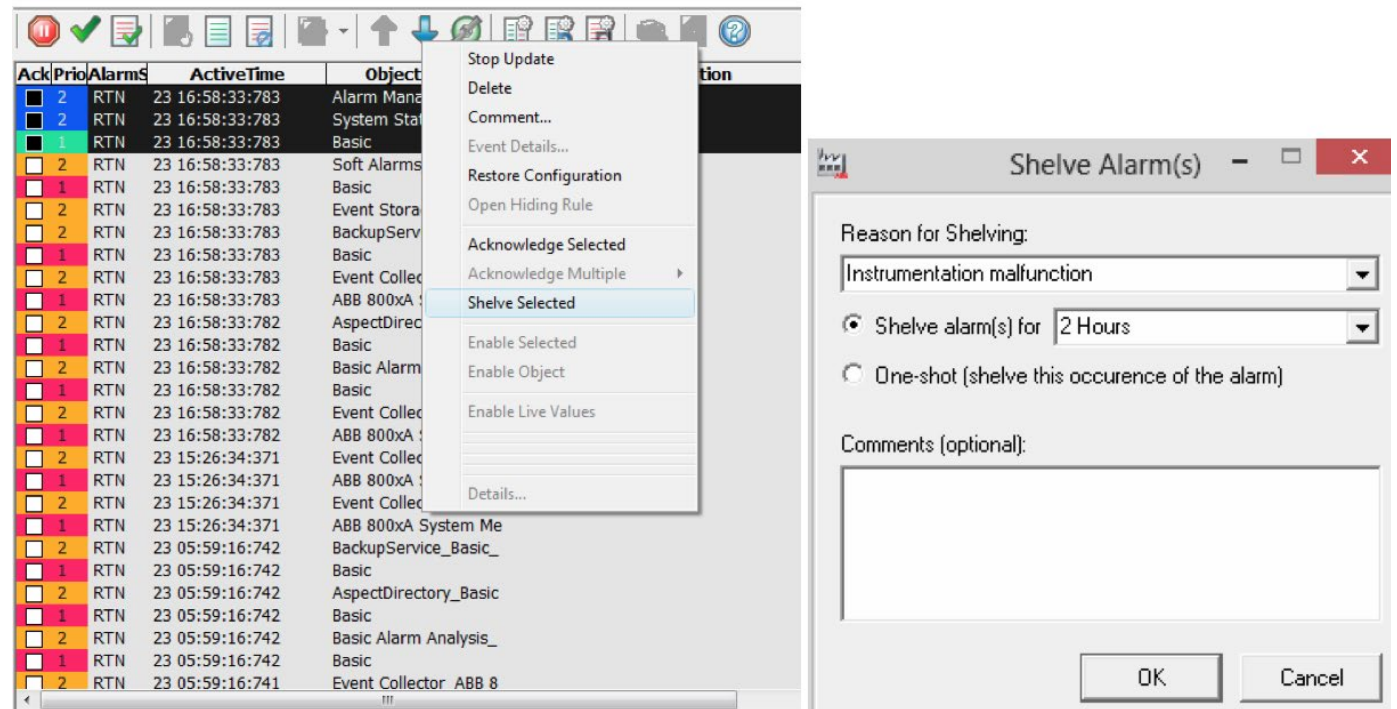 Ack Prio AlarmS ActiveTime Object tion
2 RTN 23 16:58:33:783 Alarm Mana
2 RTN 23 16:58:33:783 System Stat
1 RTN 23 16:58:33:783 Basic
2 RTN 23 16:58:33:783 Soft Alarms
1 RTN 23 16:58:33:783 Basic
2 RTN 23 16:58:33:783 Event Stora
2 RTN 23 16:58:33:783 BackupServ
1 RTN 23 16:58:33:783 Basic
2 RTN 23 16:58:33:783 Event Collec
1 RTN 23 16:58:33:783 ABB 800xA S
2 RTN 23 16:58:33:782 AspectDirec
1 RTN 23 16:58:33:782 Basic
2 RTN 23 16:58:33:782 Basic Alarm
1 RTN 23 16:58:33:782 Basic
2 RTN 23 16:58:33:782 Event Collec
1 RTN 23 16:58:33:782 ABB 800xA S
2 RTN 23 15:26:34:371 Event Collec
1 RTN 23 15:26:34:371 ABB 800xA S
2 RTN 23 15:26:34:371 Event Collec
1 RTN 23 15:26:34:371 ABB 800xA System Me
2 RTN 23 05:59:16:742 BackupService_Basic_
1 RTN 23 05:59:16:742 Basic
2 RTN 23 05:59:16:742 AspectDirectory_Basic
1 RTN 23 05:59:16:742 Basic
2 RTN 23 05:59:16:742 Basic Alarm Analysis_
1 RTN 23 05:59:16:742 Basic
2 RTN 23 05:59:16:741 Event Collector_ABB 8
Stop Update
Delete
Comment...
Event Details...
Restore Configuration
Open Hiding Rule
Acknowledge Selected
Acknowledge Multiple
Shelve Selected
Enable Selected
Enable Object
Enable Live Values
Details...
Shelve Alarm(s)
Reason for Shelving:
Instrumentation malfunction
Shelve alarm(s) for 2 Hours
One-shot (shelve this occurence of the alarm)
Comments (optional):
OK Cancel